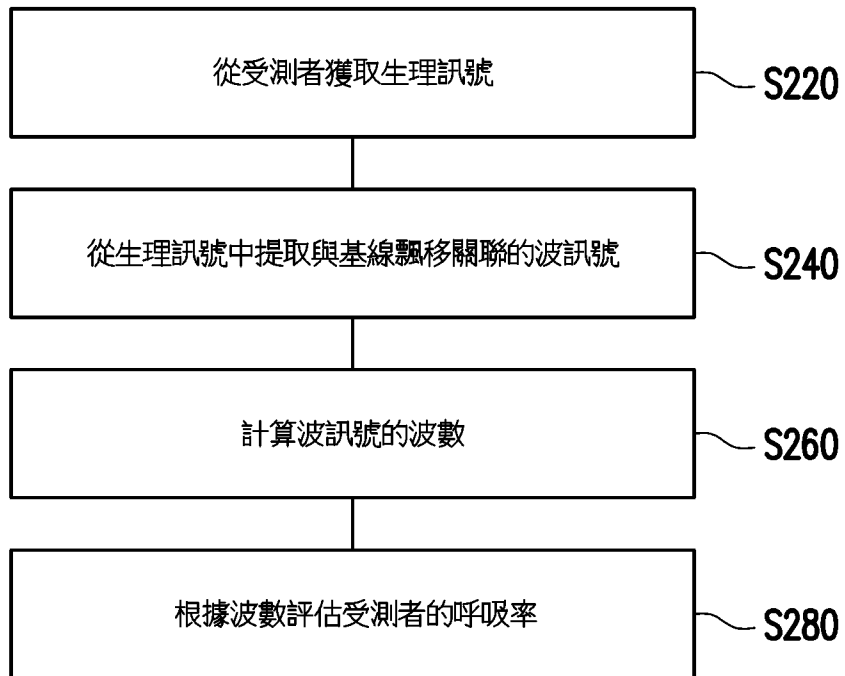 從受測者獲取生理訊號
S220
從生理訊號中提取與基線飄移關聯的波訊號
S240
計算波訊號的波數
S260
根據波數評估受測者的呼吸率
S280